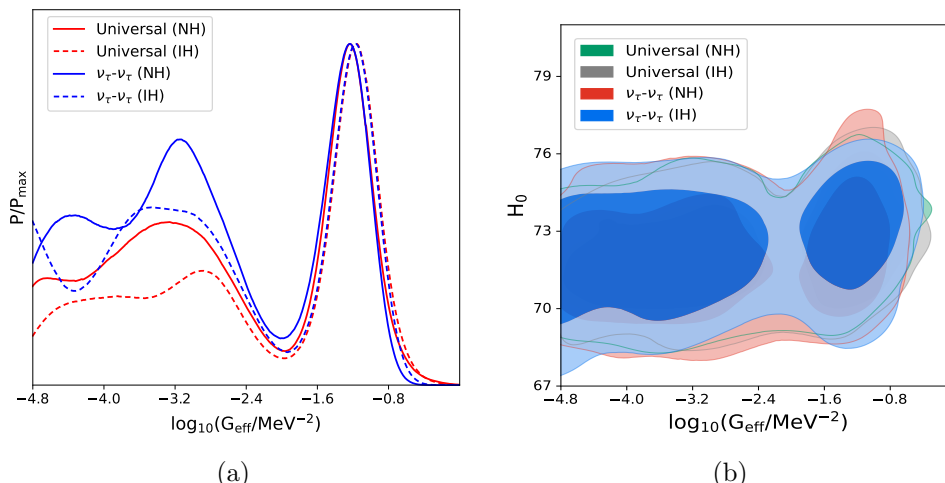 Universal (NH)
Universal (IH)
ντ-ντ (NH)
ντ-ντ (IH)
P/Pmax
−4.8 −4.0 −3.2 −2.4 −1.6 −0.8
log10(Geff/MeV−2)
(a)
Universal (NH)
Universal (IH)
ντ-ντ (NH)
ντ-ντ (IH)
H0
79
76
73
70
67
−4.8 −4.0 −3.2 −2.4 −1.6 −0.8
log10(Geff/MeV−2)
(b)